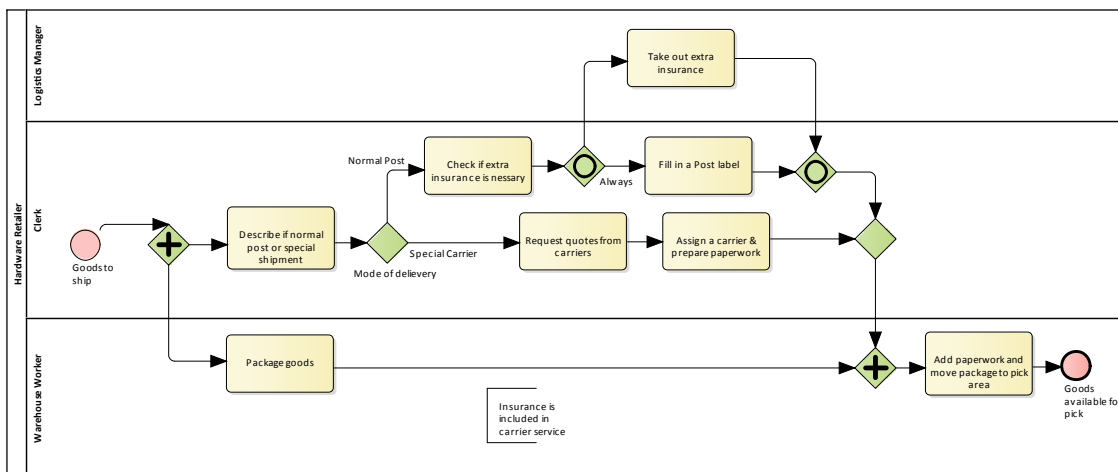 Hardware Retailer
Logistics Manager
Take out extra
insurance
Clerk
Normal Post
Check if extra
insurance is nessary
Always
Fill in a Post label
Goods to
ship
Describe if normal
post or special
shipment
Mode of delievery
Special Carrier
Request quotes from
carriers
Assign a carrier &
prepare paperwork
Warehouse Worker
Package goods
Insurance is
included in
carrier service
Add paperwork and
move package to pick
area
Goods
available fo
pick